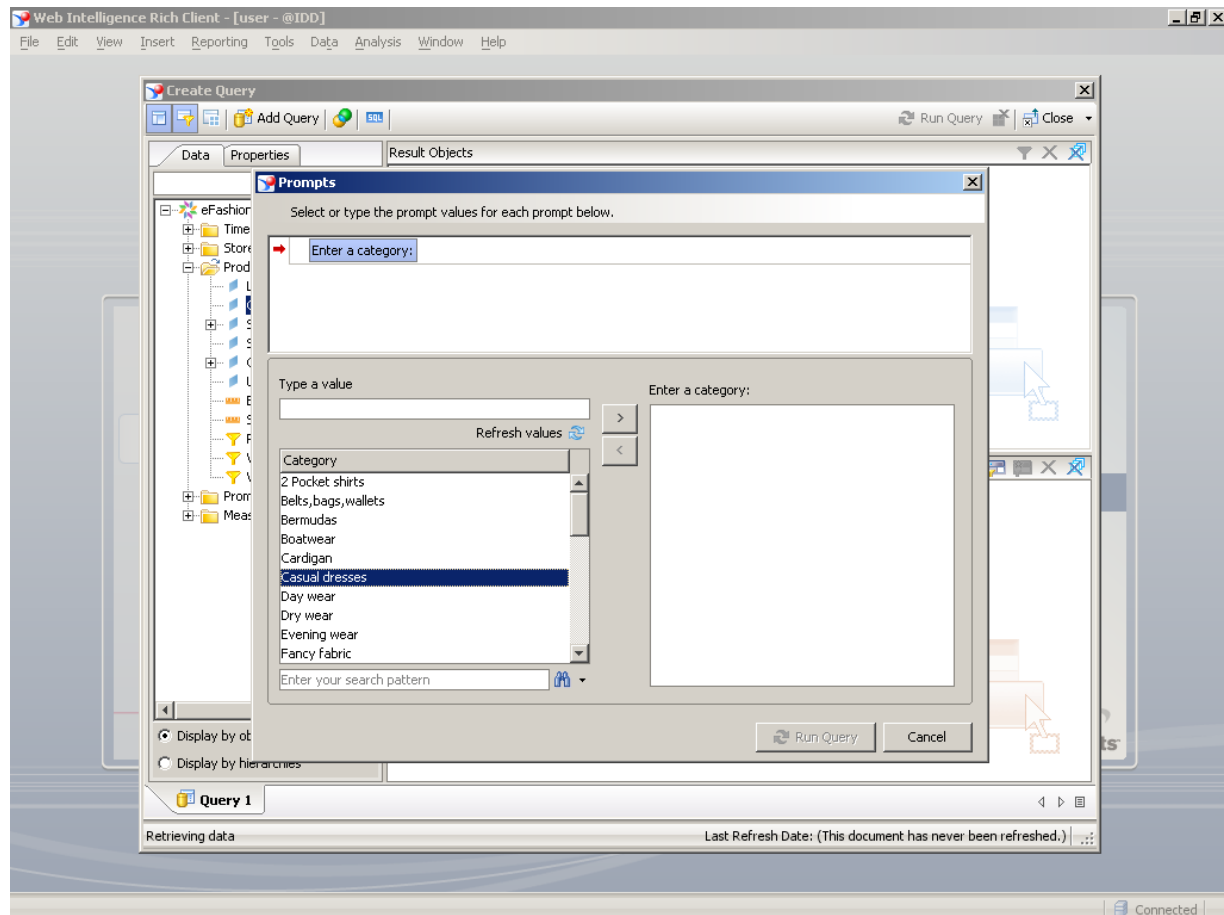 Web Intelligence Rich Client - [user - @IDD]
File Edit View Insert Reporting Tools Data Analysis Window Help
Create Query
Add Query SQL Run Query Close
Data Properties Result Objects
Prompts
Select or type the prompt values for each prompt below.
eFashion
Time
Store
Prod
Enter a category:
Type a value
Enter a category:
Refresh values
>
<
Category
2 Pocket shirts
Belts,bags,wallets
Bermudas
Boatwear
Cardigan
Casual dresses
Day wear
Dry wear
Evening wear
Fancy fabric
Prom
Meas
Enter your search pattern
Run Query Cancel
Display by ob
Display by hierarchies
Query 1
Retrieving data Last Refresh Date: (This document has never been refreshed.)
Connected